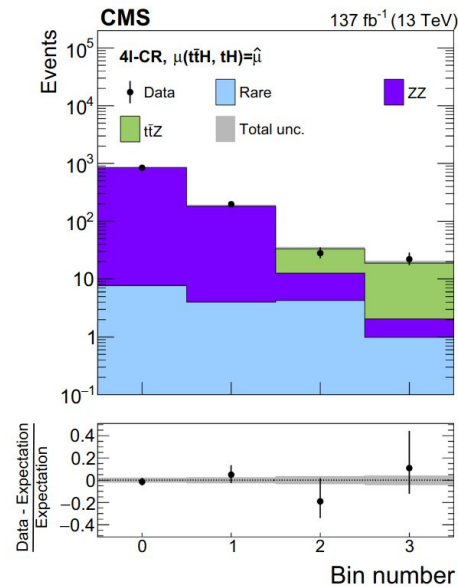 CMS 137 fb⁻¹ (13 TeV)
Events
4l-CR, μ(tt̄H, tH)=μ̂
Data Rare ZZ
tt̄Z Total unc.
10⁵
10⁴
10³
10²
10
1
10⁻¹
Data - Expectation
Expectation
0.4
0.2
0
−0.2
−0.4
0 1 2 3
Bin number